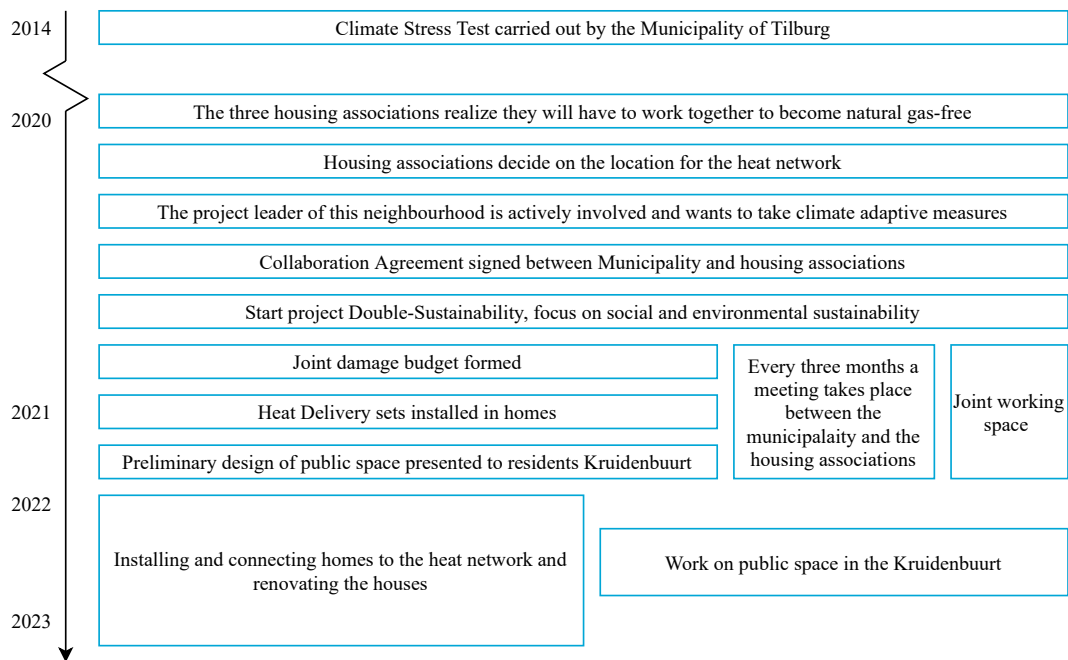 2014
Climate Stress Test carried out by the Municipality of Tilburg
2020
The three housing associations realize they will have to work together to become natural gas-free
Housing associations decide on the location for the heat network
The project leader of this neighbourhood is actively involved and wants to take climate adaptive measures
Collaboration Agreement signed between Municipality and housing associations
Start project Double-Sustainability, focus on social and environmental sustainability
Joint damage budget formed
2021
Heat Delivery sets installed in homes
Preliminary design of public space presented to residents Kruidenbuurt
Every three months a
meeting takes place
between the
municipalaity and the
housing associations
Joint working
space
2022
Installing and connecting homes to the heat network and
renovating the houses
Work on public space in the Kruidenbuurt
2023